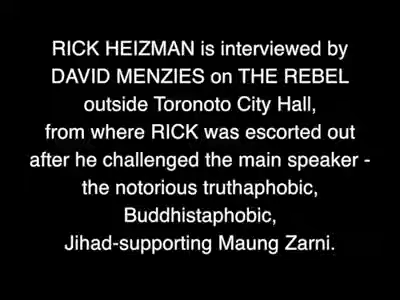 RICK HEIZMAN is interviewed by
DAVID MENZIES on THE REBEL
outside Toronoto City Hall,
from where RICK was escorted out
after he challenged the main speaker -
the notorious truthaphobic,
Buddhistaphobic,
Jihad-supporting Maung Zarni.